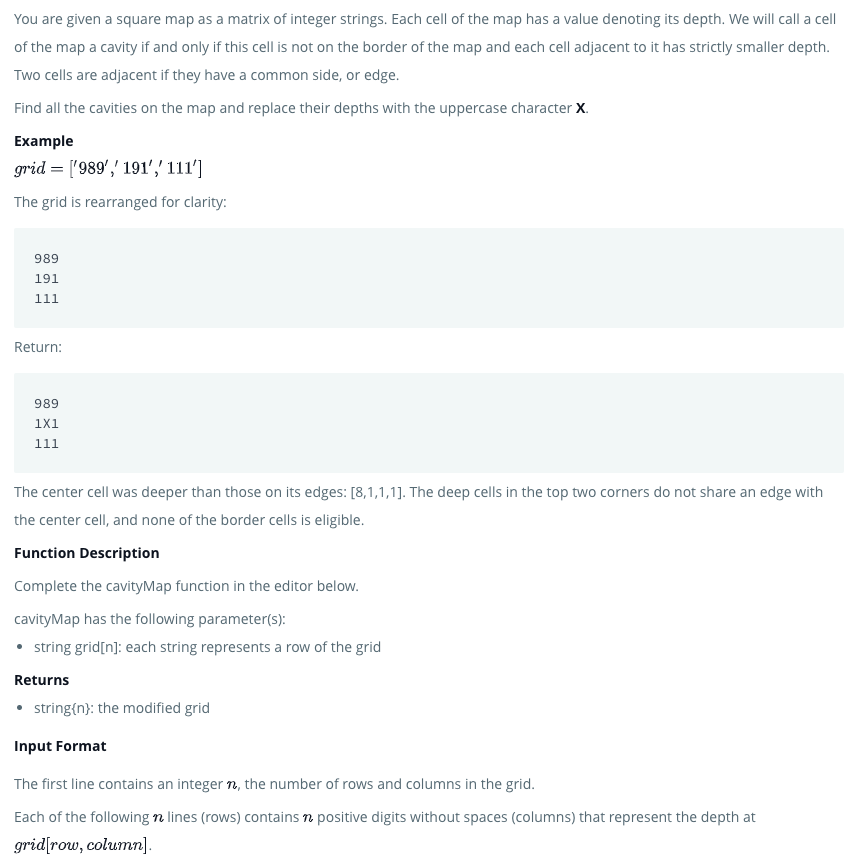 You are given a square map as a matrix of integer strings. Each cell of the map has a value denoting its depth. We will call a cell
of the map a cavity if and only if this cell is not on the border of the map and each cell adjacent to it has strictly smaller depth.
Two cells are adjacent if they have a common side, or edge.
Find all the cavities on the map and replace their depths with the uppercase character X.
Example
grid = ['989',' 191',' 111']
The grid is rearranged for clarity:
989
191
111
Return:
989
1X1
111
The center cell was deeper than those on its edges: [8,1,1,1]. The deep cells in the top two corners do not share an edge with
the center cell, and none of the border cells is eligible.
Function Description
Complete the cavityMap function in the editor below.
cavityMap has the following parameter(s):
• string grid[n]: each string represents a row of the grid
Returns
• string{n}: the modified grid
Input Format
The first line contains an integer n, the number of rows and columns in the grid.
Each of the following n lines (rows) contains n positive digits without spaces (columns) that represent the depth at
grid[row, column].